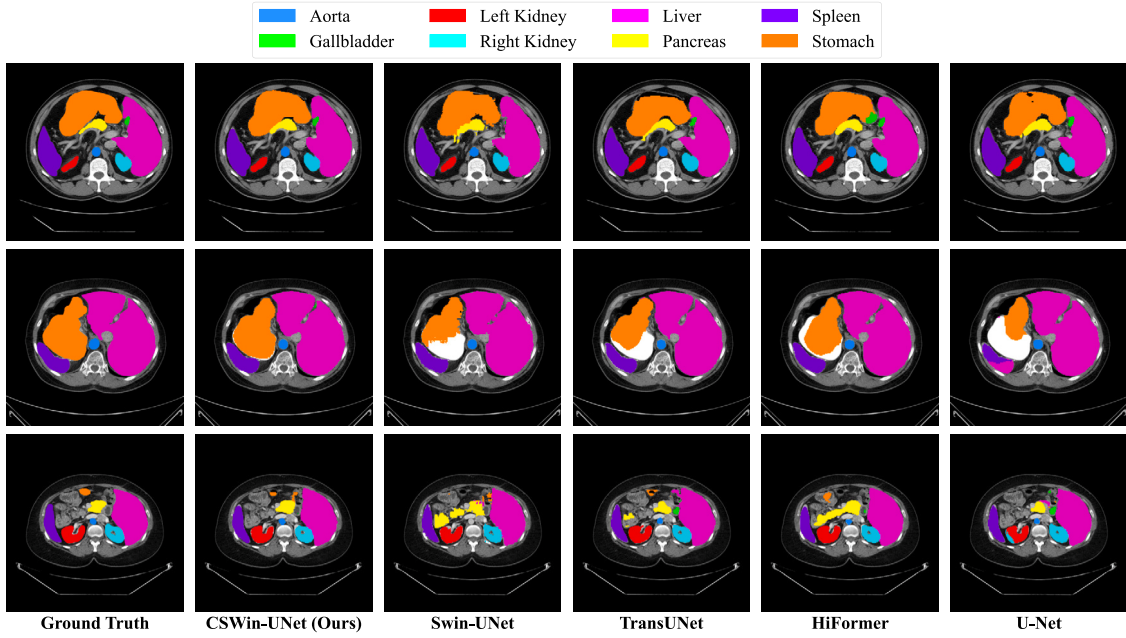 Aorta Left Kidney Liver Spleen
Gallbladder Right Kidney Pancreas Stomach
Ground Truth CSWin-UNet (Ours) Swin-UNet TransUNet HiFormer U-Net